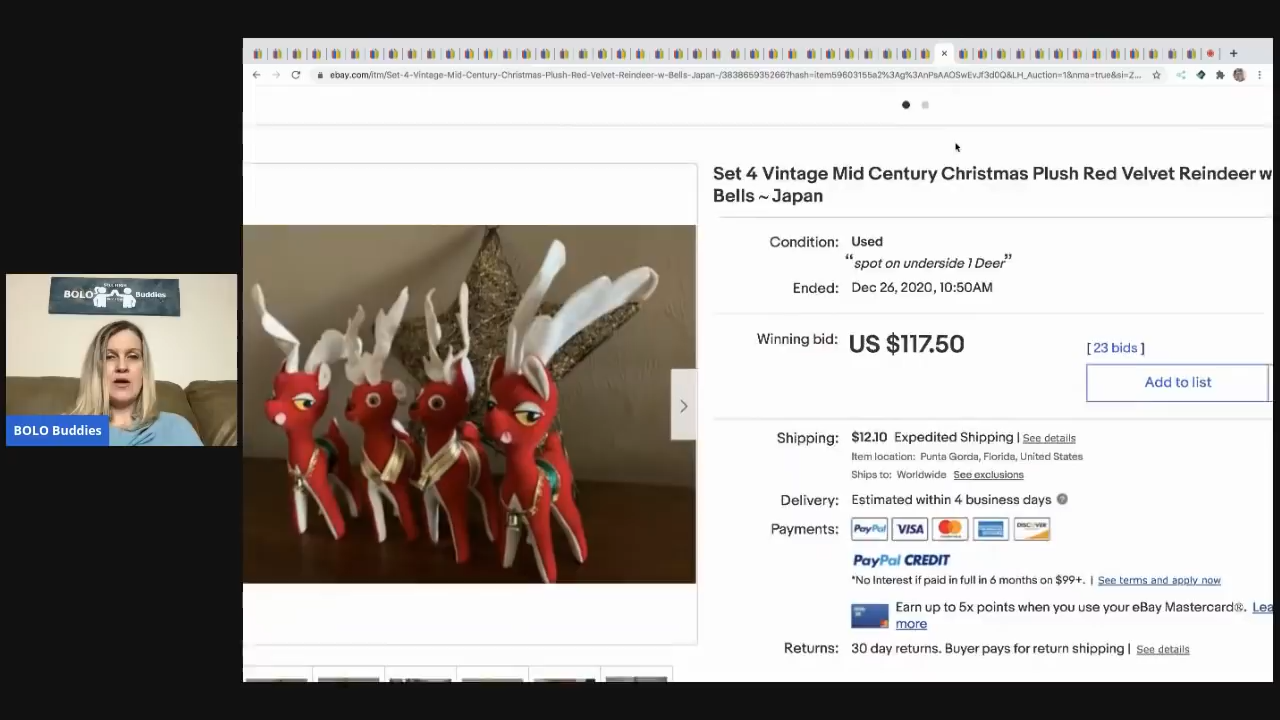 ebay.com/itm/Set-4-Vintage-Mid-Century-Christmas-Plush-Red-Velvet-Reindeer-w-Bells-Japan-/383865935266?hash=item59603155a2%3Ag%3AnPsAAOSwEvJf3d0Q&LH_Auction=1&nma=true&si=Z...
Set 4 Vintage Mid Century Christmas Plush Red Velvet Reindeer w
Bells ~ Japan
Condition: Used
“spot on underside 1 Deer”
Ended: Dec 26, 2020, 10:50AM
Winning bid: US $117.50 [ 23 bids ]
Add to list
Shipping: $12.10 Expedited Shipping | See details
Item location: Punta Gorda, Florida, United States
Ships to: Worldwide See exclusions
Delivery: Estimated within 4 business days
Payments: PayPal VISA DISCOVER
PayPal CREDIT
*No Interest if paid in full in 6 months on $99+. | See terms and apply now
Earn up to 5x points when you use your eBay Mastercard®. Lea
more
Returns: 30 day returns. Buyer pays for return shipping | See details
BOLO Buddies
BOLO Buddies